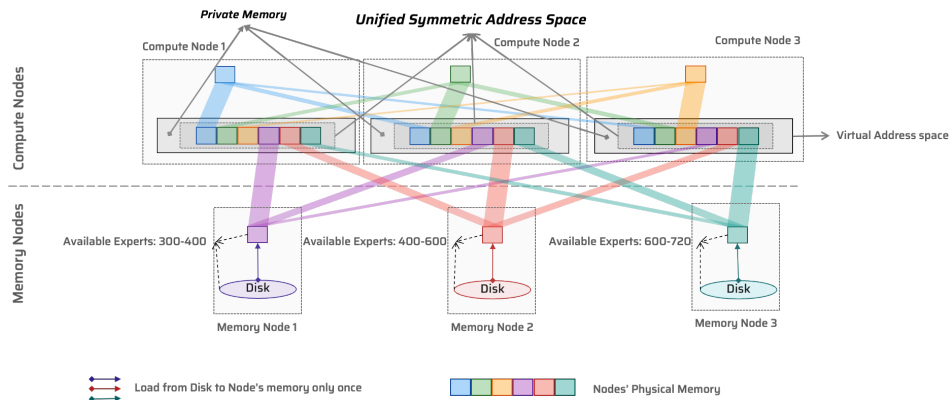 Private Memory
Unified Symmetric Address Space
Compute Node 1
Compute Node 2
Compute Node 3
Compute Nodes
Virtual Address space
Memory Nodes
Available Experts: 300-400
Available Experts: 400-600
Available Experts: 600-720
Disk
Disk
Disk
Memory Node 1
Memory Node 2
Memory Node 3
Load from Disk to Node's memory only once
Nodes' Physical Memory